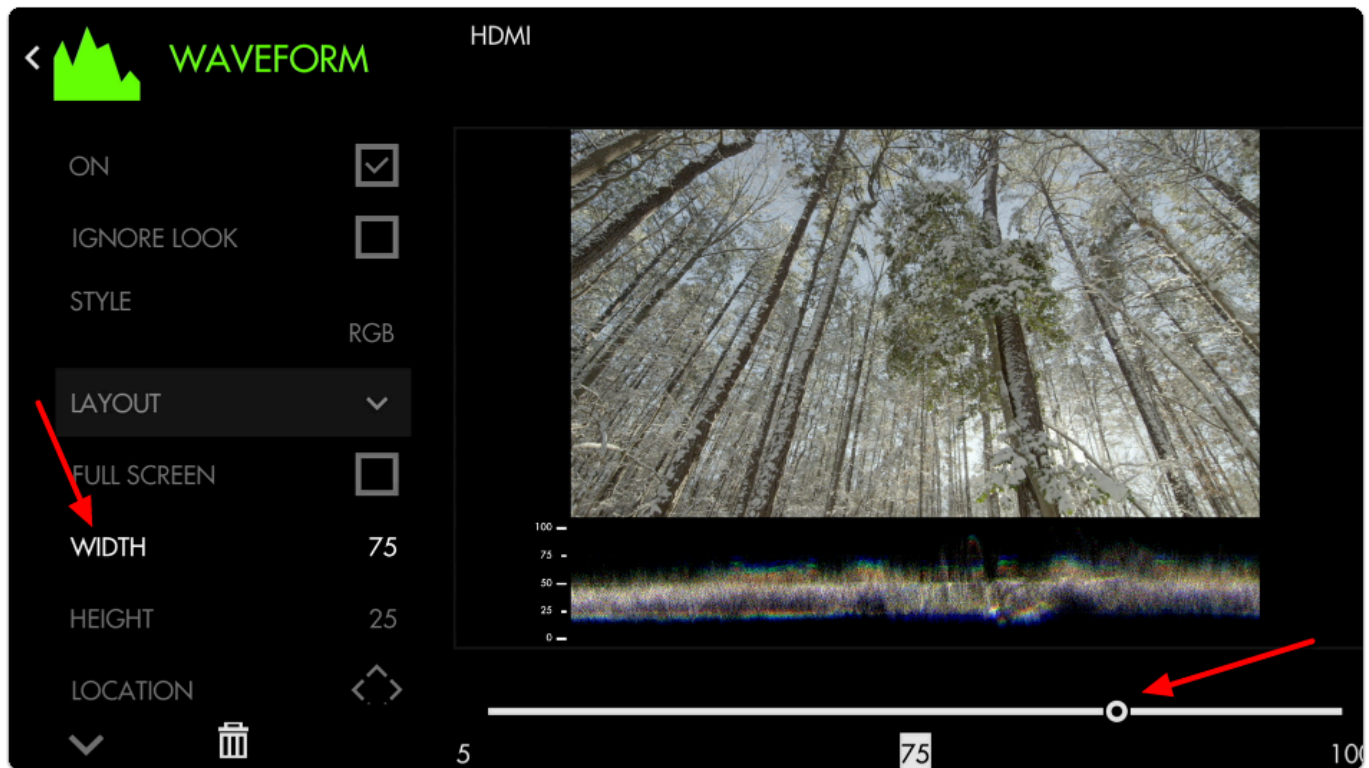 WAVEFORM
HDMI
ON
IGNORE LOOK
STYLE
RGB
LAYOUT
FULL SCREEN
WIDTH 75
HEIGHT 25
LOCATION
100
75
50
25
0
5 75 100